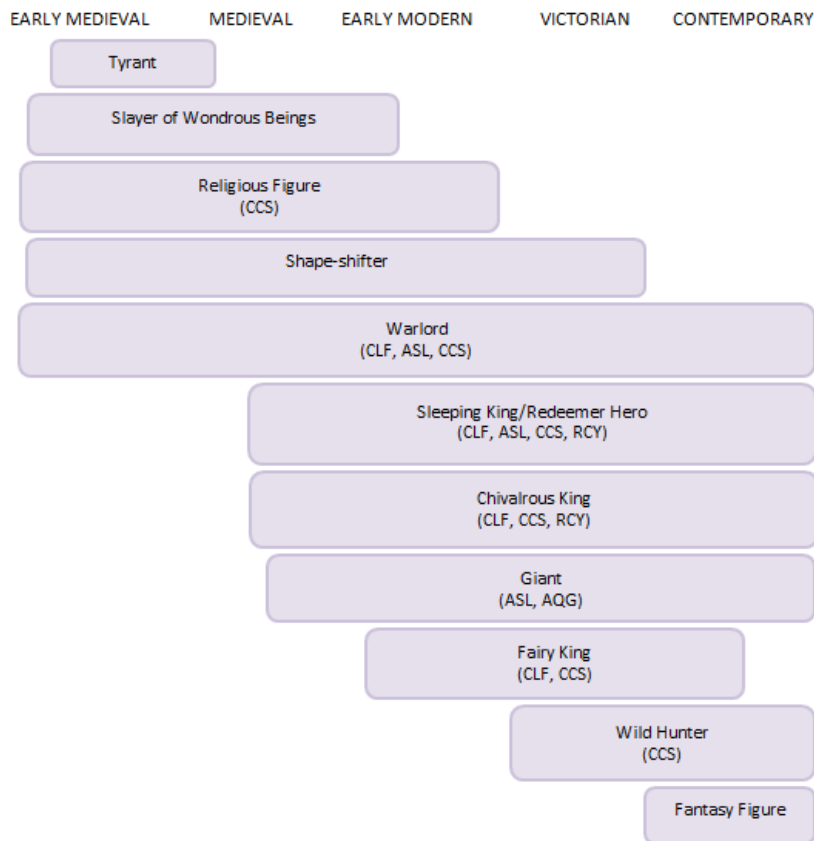 EARLY MEDIEVAL MEDIEVAL EARLY MODERN VICTORIAN CONTEMPORARY
Tyrant
Slayer of Wondrous Beings
Religious Figure
(CCS)
Shape-shifter
Warlord
(CLF, ASL, CCS)
Sleeping King/Redeemer Hero
(CLF, ASL, CCS, RCY)
Chivalrous King
(CLF, CCS, RCY)
Giant
(ASL, AQG)
Fairy King
(CLF, CCS)
Wild Hunter
(CCS)
Fantasy Figure